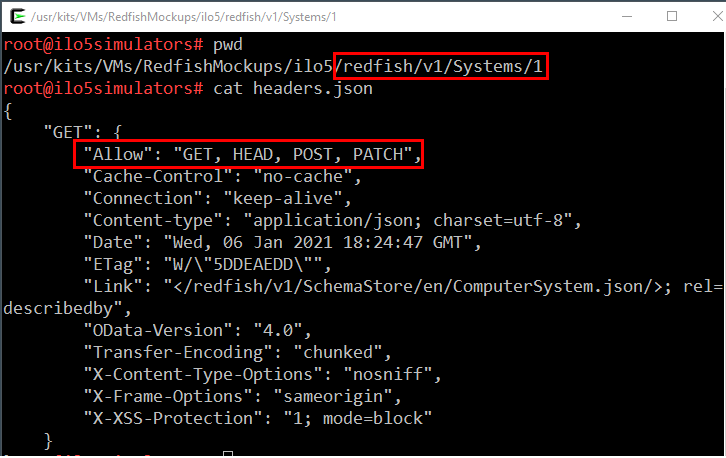 /usr/kits/VMs/RedfishMockups/ilo5/redfish/v1/Systems/1
root@ilo5simulators# pwd
/usr/kits/VMs/RedfishMockups/ilo5/redfish/v1/Systems/1
root@ilo5simulators# cat headers.json
{
    "GET": {
        "Allow": "GET, HEAD, POST, PATCH",
        "Cache-Control": "no-cache",
        "Connection": "keep-alive",
        "Content-type": "application/json; charset=utf-8",
        "Date": "Wed, 06 Jan 2021 18:24:47 GMT",
        "ETag": "W/\"5DDEAEDD\"",
        "Link": "</redfish/v1/SchemaStore/en/ComputerSystem.json/>; rel=
describedby",
        "OData-Version": "4.0",
        "Transfer-Encoding": "chunked",
        "X-Content-Type-Options": "nosniff",
        "X-Frame-Options": "sameorigin",
        "X-XSS-Protection": "1; mode=block"
    }